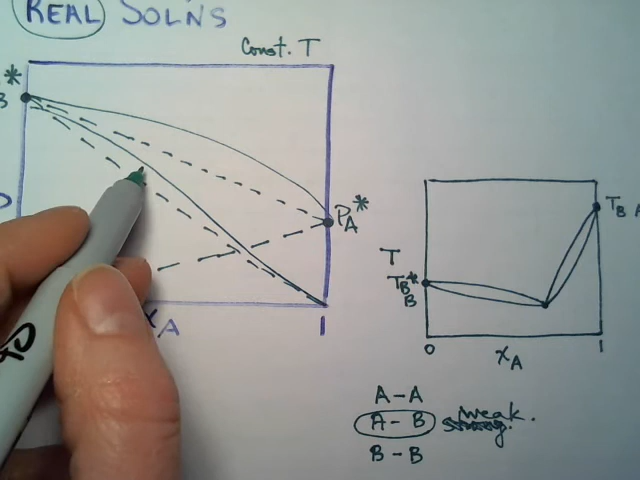 REAL SOLNS
Const. T
B*
P_A*
X_A
1
T
T_B*
B
T_B A
0
X_A
1
A-A
A-B weak.
B-B